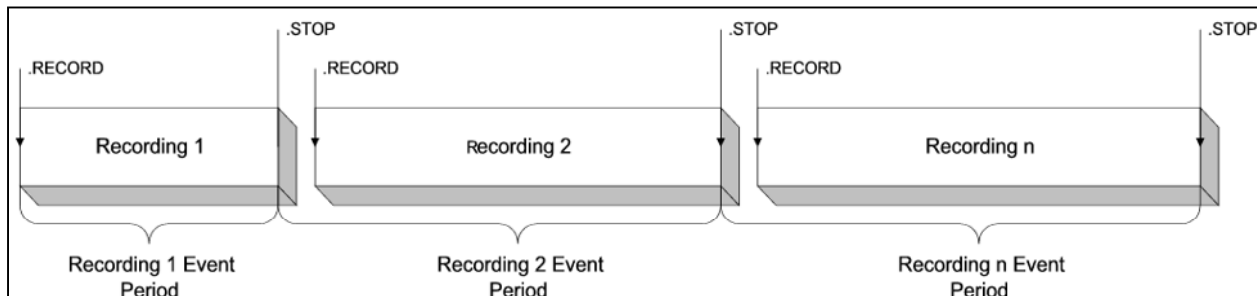 .STOP
.STOP
.STOP
.RECORD
.RECORD
.RECORD
Recording 1
Recording 2
Recording n
Recording 1 Event
Period
Recording 2 Event
Period
Recording n Event
Period